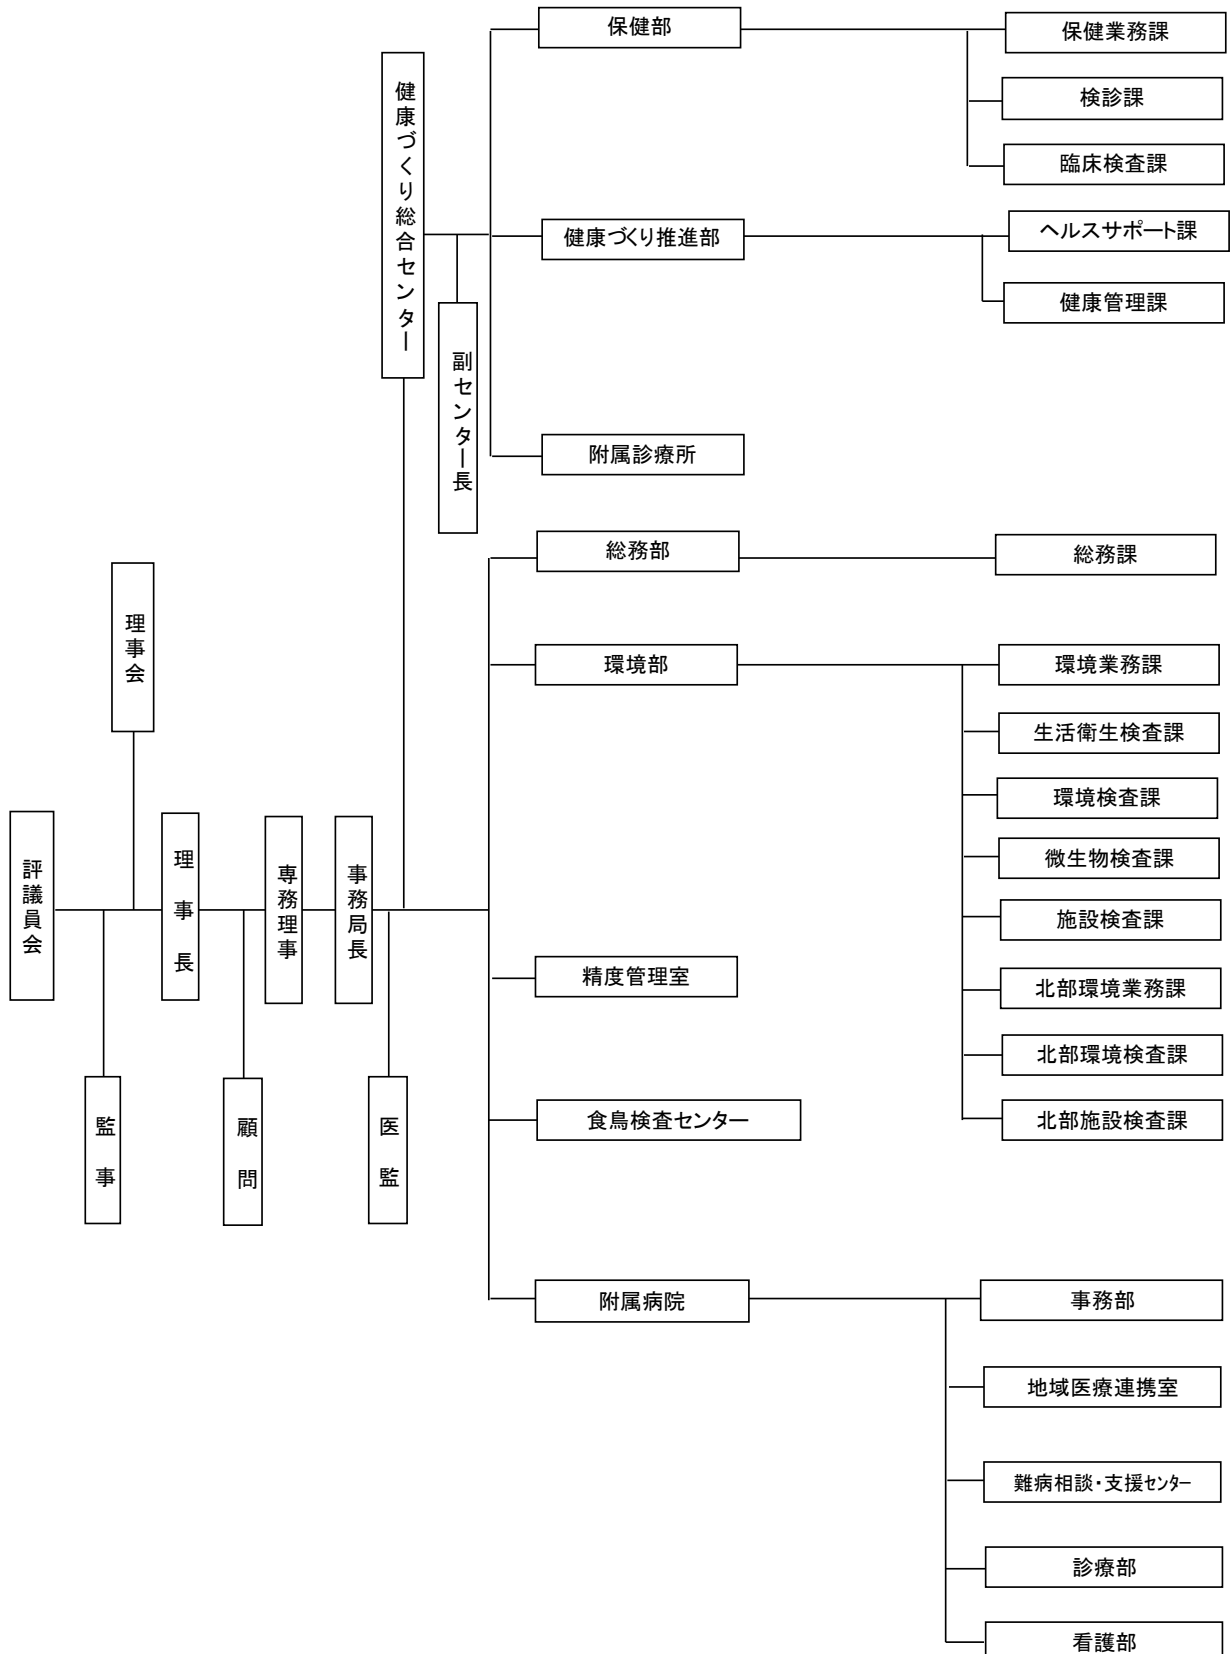 保健部
保健業務課
検診課
臨床検査課
健康づくり総合センター
健康づくり推進部
ヘルスサポート課
健康管理課
副センター長
附属診療所
総務部
総務課
理事会
環境部
環境業務課
生活衛生検査課
環境検査課
微生物検査課
施設検査課
北部環境業務課
北部環境検査課
北部施設検査課
評議員会
理事長
専務理事
事務局長
精度管理室
監事
顧問
医監
食鳥検査センター
附属病院
事務部
地域医療連携室
難病相談・支援センター
診療部
看護部